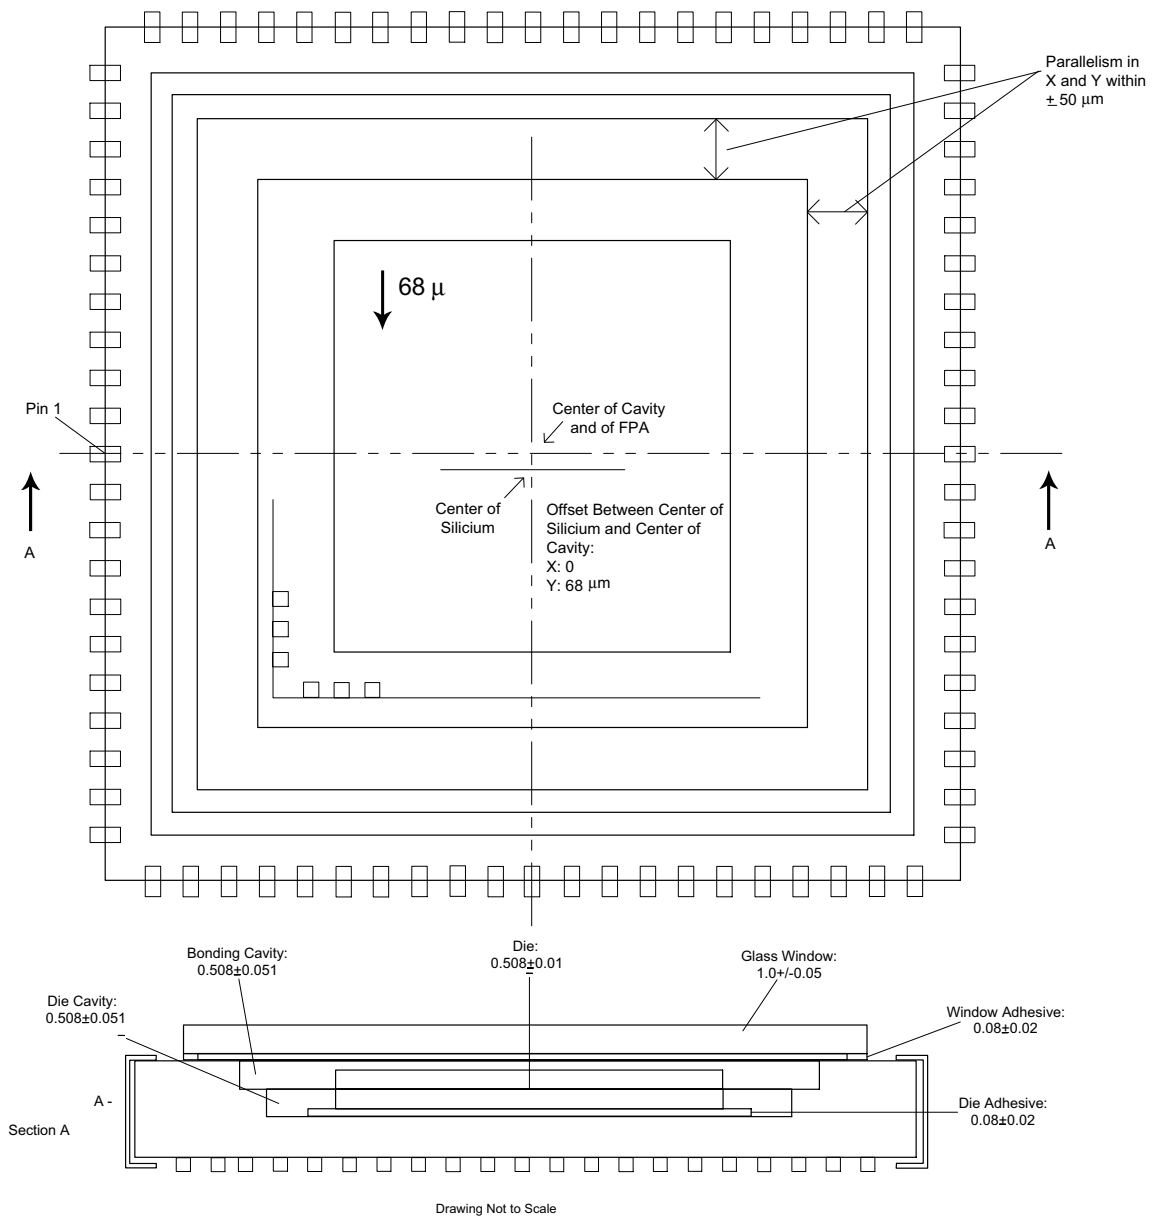 Parallelism in
X and Y within
± 50 μm
68 μ
Pin 1
Center of Cavity
and of FPA
Center of
Silicium
Offset Between Center of
Silicium and Center of
Cavity:
X: 0
Y: 68 μm
A
A
Bonding Cavity:
0.508±0.051
Die:
0.508±0.01
Glass Window:
1.0+/-0.05
Die Cavity:
0.508±0.051
Window Adhesive:
0.08±0.02
A -
Die Adhesive:
0.08±0.02
Section A
Drawing Not to Scale